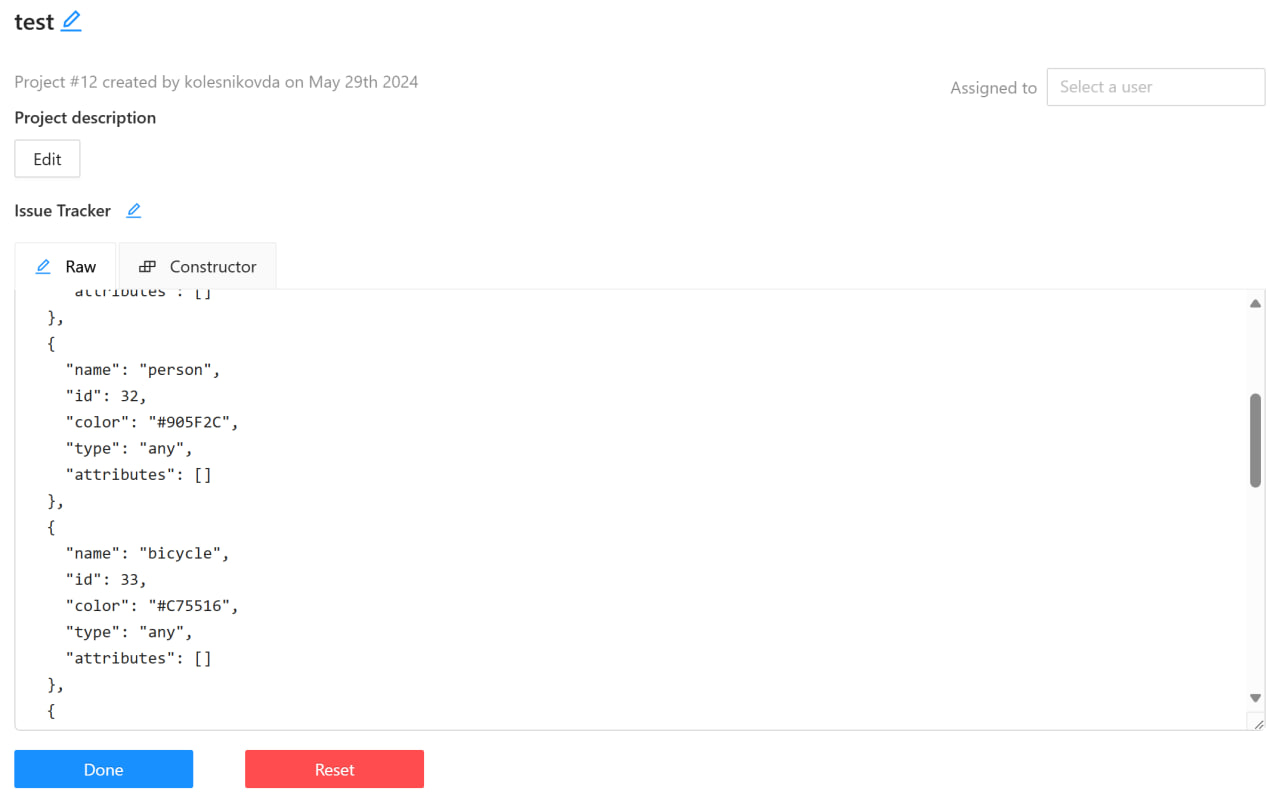 test
Project #12 created by kolesnikovda on May 29th 2024
Assigned to Select a user
Project description
Edit
Issue Tracker
Raw Constructor
"attributes": []
},
{
"name": "person",
"id": 32,
"color": "#905F2C",
"type": "any",
"attributes": []
},
{
"name": "bicycle",
"id": 33,
"color": "#C75516",
"type": "any",
"attributes": []
},
{
Done Reset